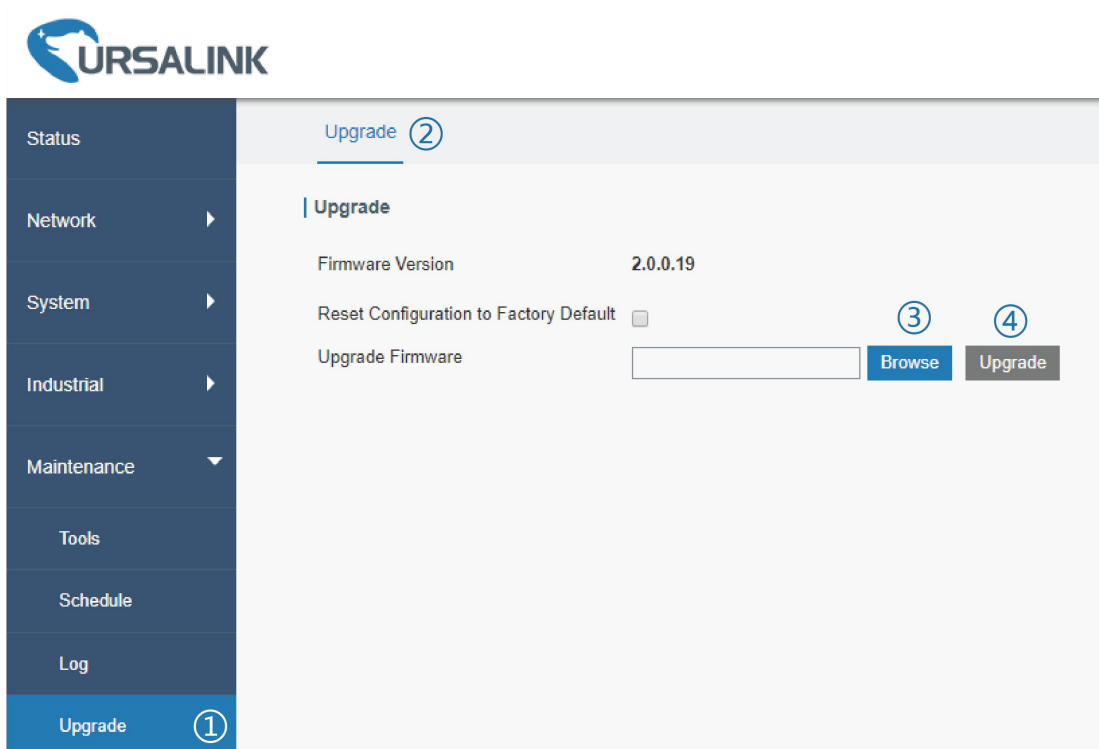 URSALINK
Status
Network
System
Industrial
Maintenance
Tools
Schedule
Log
Upgrade ①
Upgrade ②
Upgrade
Firmware Version 2.0.0.19
Reset Configuration to Factory Default
③ ④
Upgrade Firmware Browse Upgrade